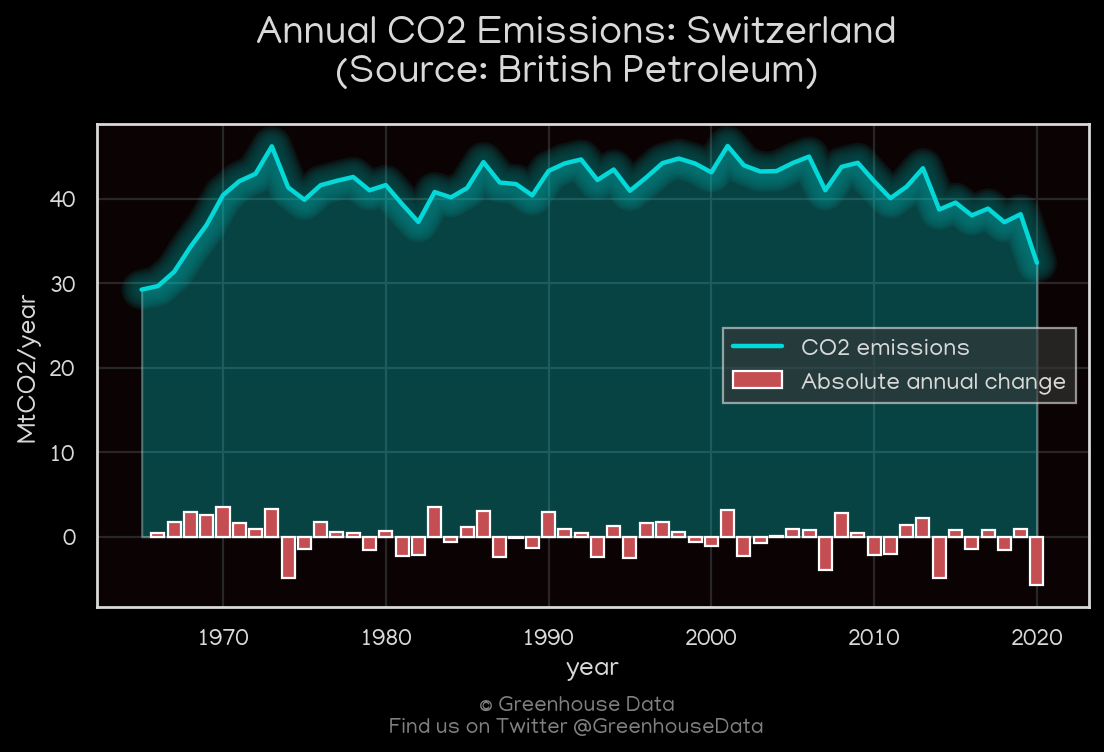 Annual CO2 Emissions: Switzerland
(Source: British Petroleum)
MtCO2/year
40
30
20
10
0
CO2 emissions
Absolute annual change
1970 1980 1990 2000 2010 2020
year
© Greenhouse Data
Find us on Twitter @GreenhouseData